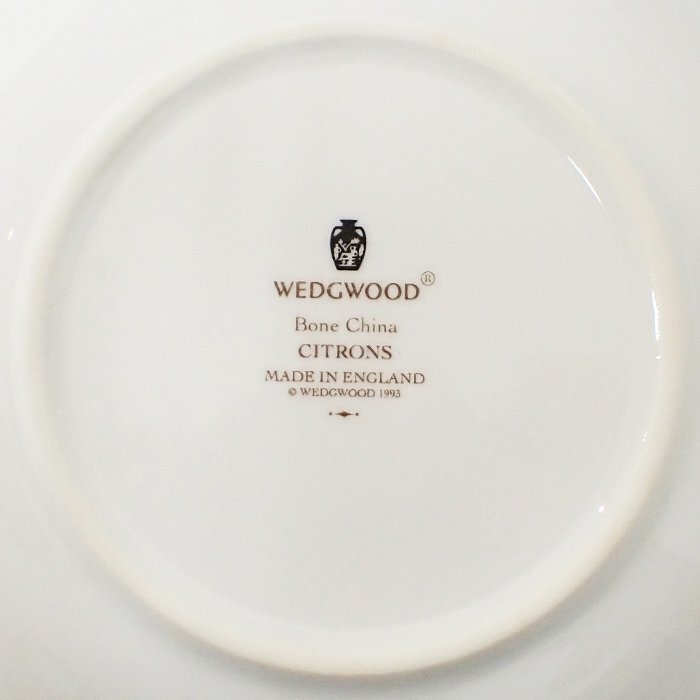 WEDGWOOD®
Bone China
CITRONS
MADE IN ENGLAND
© WEDGWOOD 1993